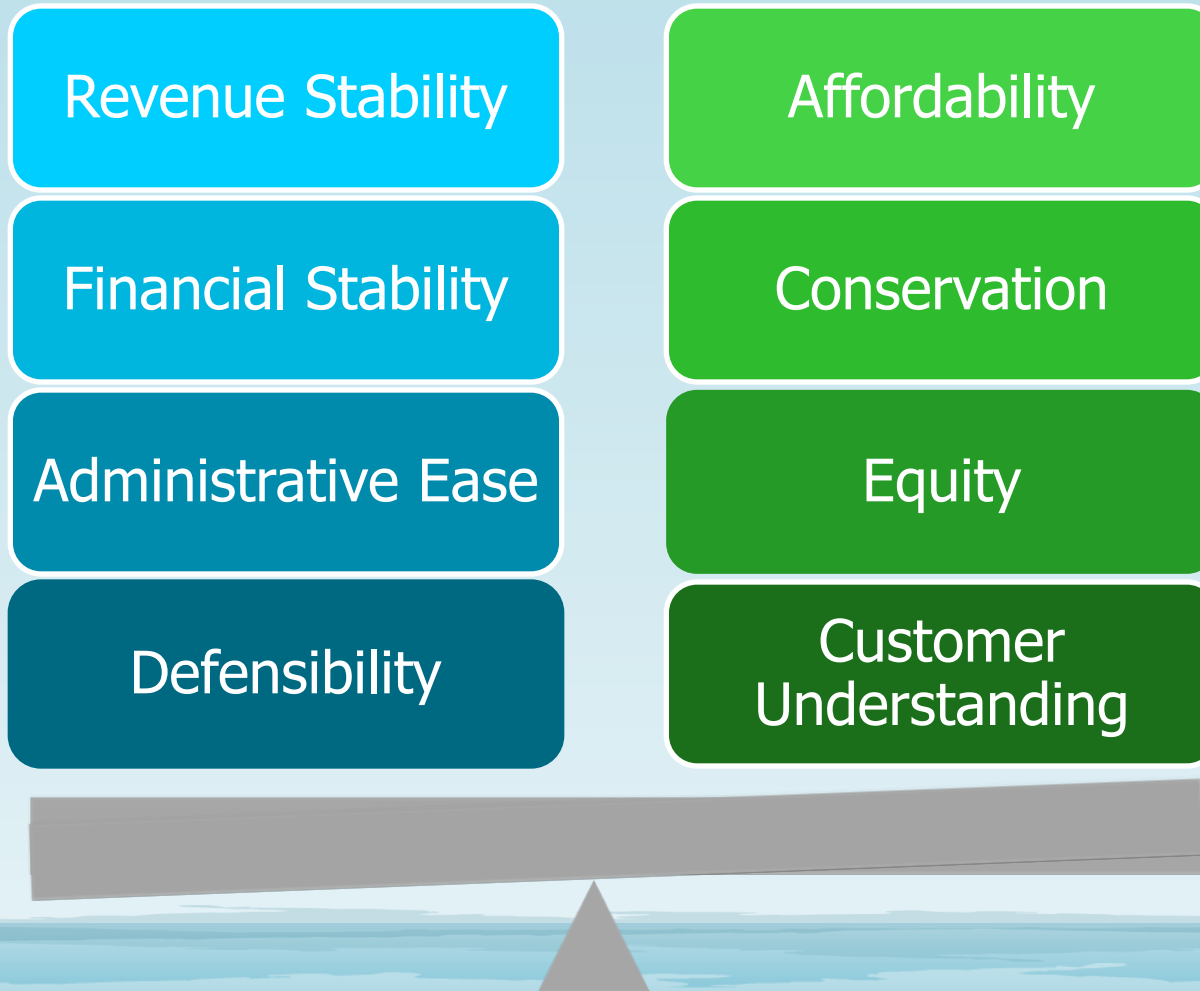 Revenue Stability
Financial Stability
Administrative Ease
Defensibility
Affordability
Conservation
Equity
Customer
Understanding